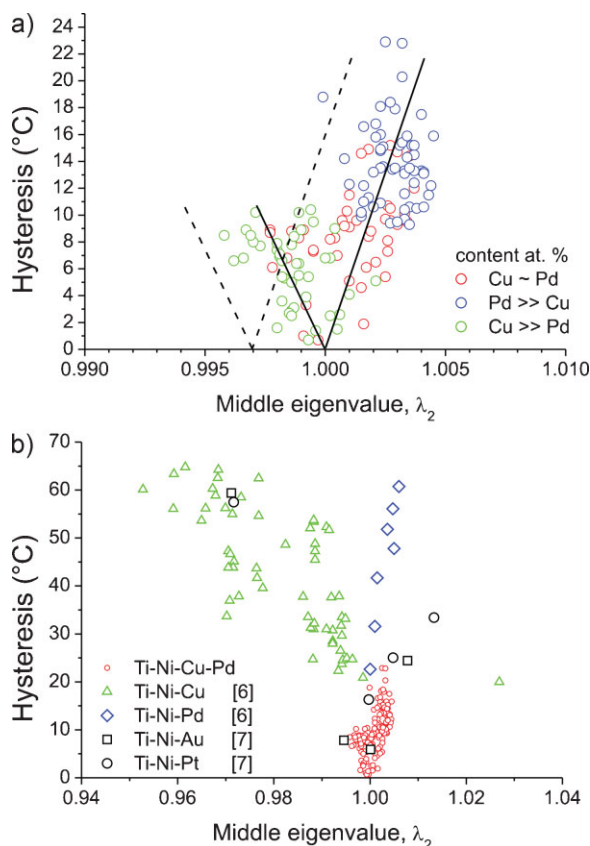 a)
24
22
20
18
16
14
12
10
8
6
4
2
0
Hysteresis (°C)
content at. %
Cu ~ Pd
Pd >> Cu
Cu >> Pd
0.990 0.995 1.000 1.005 1.010
Middle eigenvalue, λ2
b)
70
60
50
40
30
20
10
0
Hysteresis (°C)
Ti-Ni-Cu-Pd
Ti-Ni-Cu [6]
Ti-Ni-Pd [6]
Ti-Ni-Au [7]
Ti-Ni-Pt [7]
0.94 0.96 0.98 1.00 1.02 1.04
Middle eigenvalue, λ2